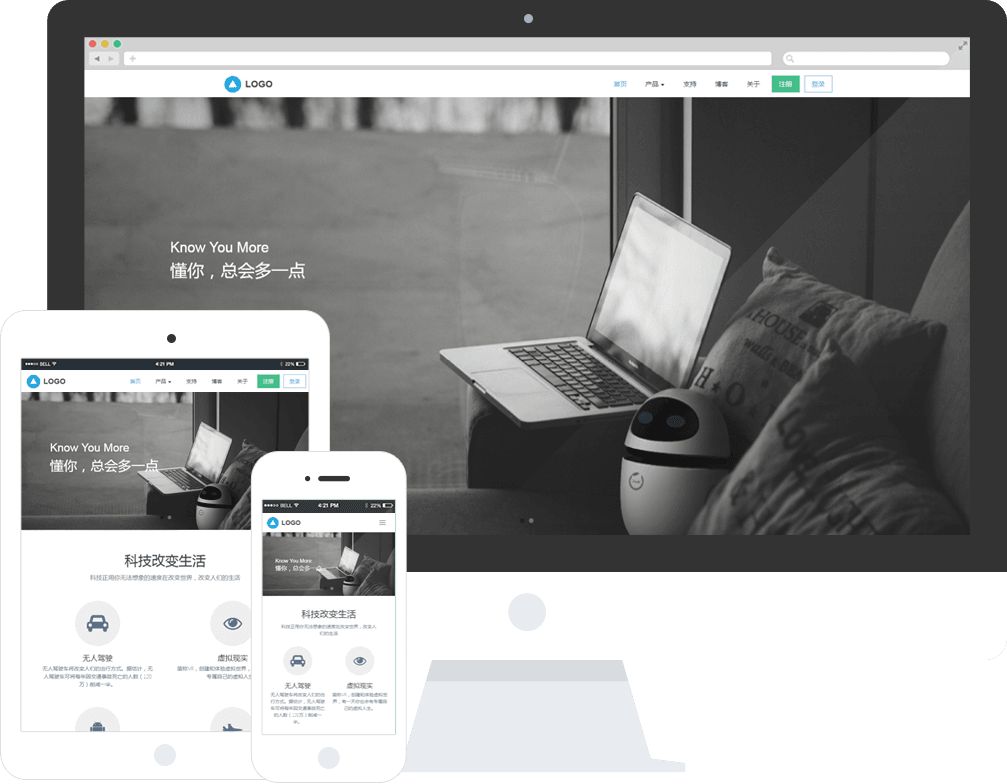 LOGO
首页
产品
支持
博客
关于
注册
登录
Know You More
懂你，总会多一点
BELL
4:21 PM
22%
LOGO
首页
产品
支持
博客
关于
注册
登录
Know You More
懂你，总会多一点
科技改变生活
科技正用你无法想象的速度在改变世界，改变人们的生活
无人驾驶
无人驾驶车将改变人们的出行方式。据估计，无
人驾驶车可将每年因交通事故死亡的人数（120
万）削减一半。
虚拟现实
BELL
4:21 PM
22%
LOGO
Know You More
懂你，总会多一点
科技改变生活
科技正用你无法想象的速度在改变世界，改变人
们的生活
无人驾驶
无人驾驶车将改变人们的出
行方式。据估计，无人驾驶
车可将每年因交通事故死亡
的人数（120万）削减一
半。
虚拟现实